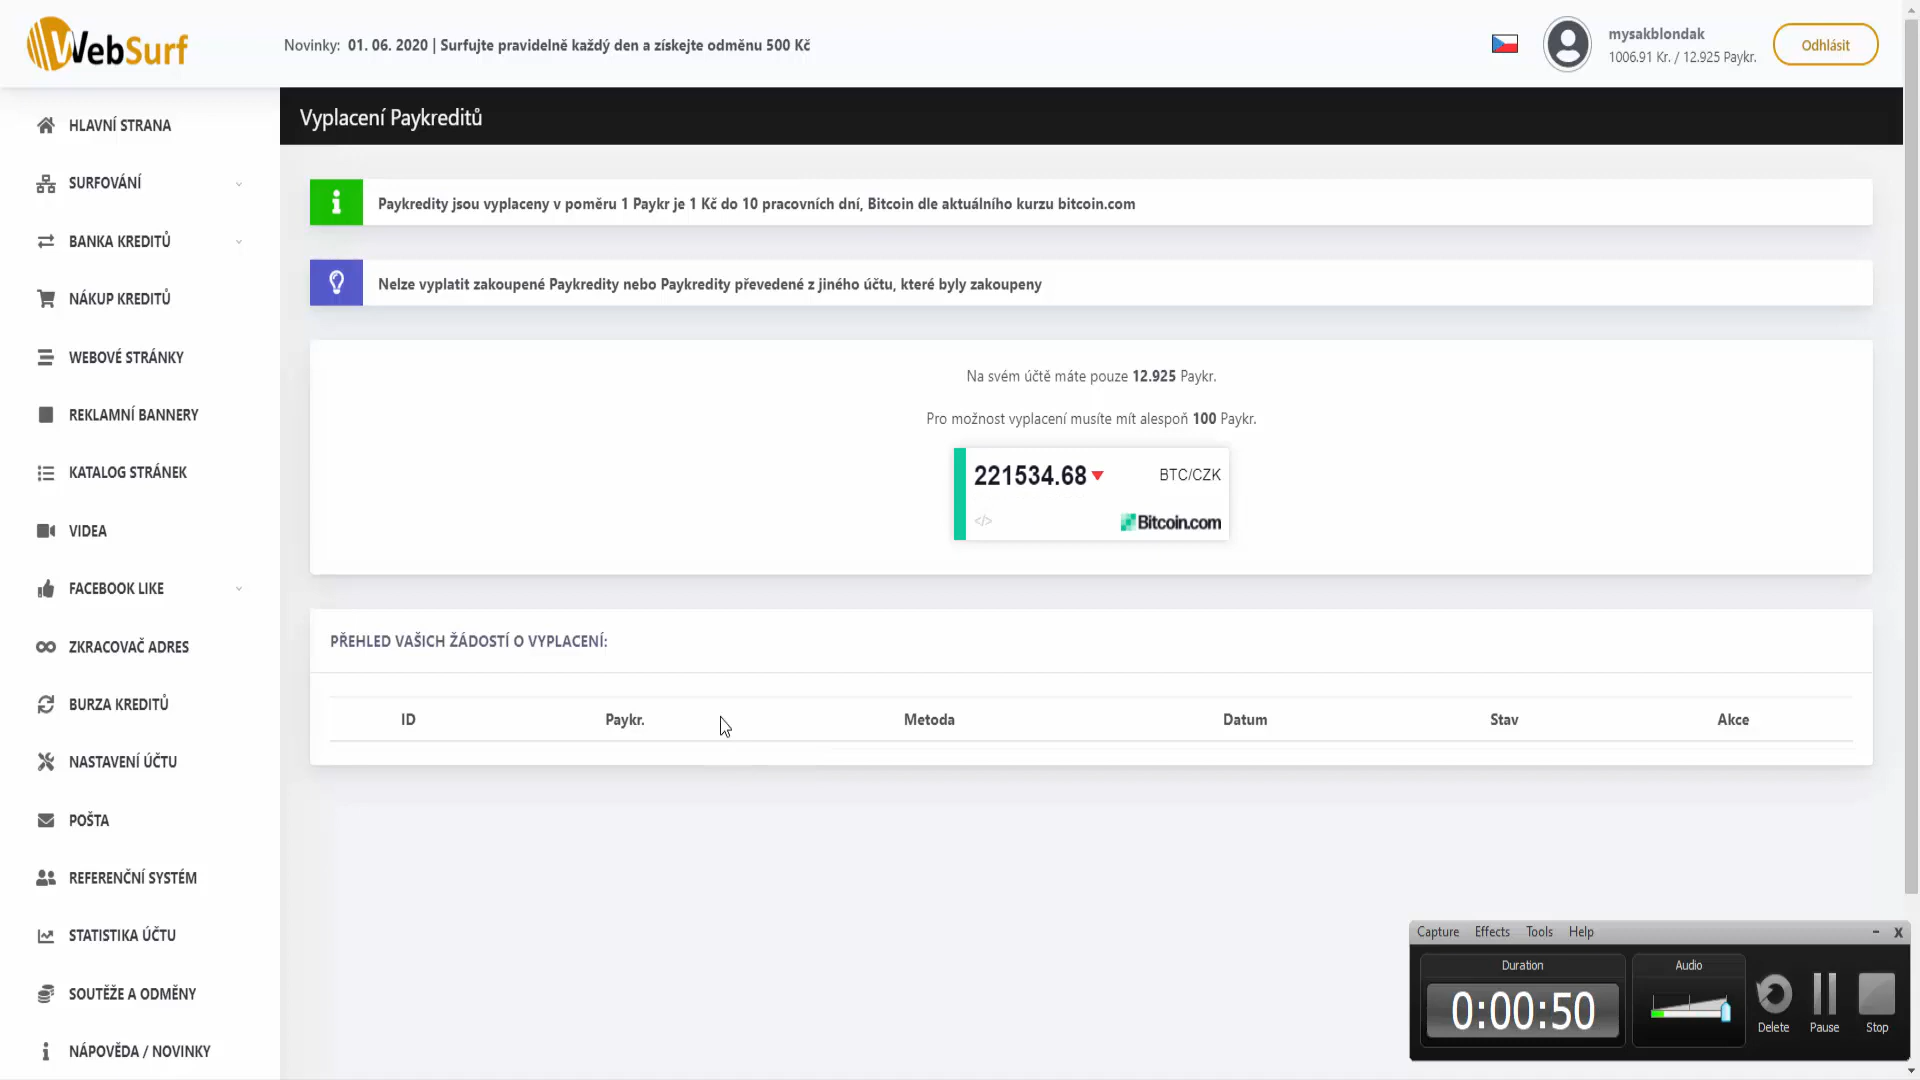 WebSurf
Novinky: 01. 06. 2020 | Surfujte pravidelně každý den a získejte odměnu 500 Kč
mysakblondak
1006.91 Kr. / 12.925 Paykr.
Odhlásit
HLAVNÍ STRANA
SURFOVÁNÍ
BANKA KREDITŮ
NÁKUP KREDITŮ
WEBOVÉ STRÁNKY
REKLAMNÍ BANNERY
KATALOG STRÁNEK
VIDEA
FACEBOOK LIKE
ZKRACOVAČ ADRES
BURZA KREDITŮ
NASTAVENÍ ÚČTU
POŠTA
REFERENČNÍ SYSTÉM
STATISTIKA ÚČTU
SOUTĚŽE A ODMĚNY
NÁPOVĚDA / NOVINKY
Vyplacení Paykreditů
Paykredity jsou vyplaceny v poměru 1 Paykr je 1 Kč do 10 pracovních dní, Bitcoin dle aktuálního kurzu bitcoin.com
Nelze vyplatit zakoupené Paykredity nebo Paykredity převedené z jiného účtu, které byly zakoupeny
Na svém účtě máte pouze 12.925 Paykr.
Pro možnost vyplacení musíte mít alespoň 100 Paykr.
221534.68 BTC/CZK
</> Bitcoin.com
PŘEHLED VAŠICH ŽÁDOSTÍ O VYPLACENÍ:
ID Paykr. Metoda Datum Stav Akce
Capture Effects Tools Help
Duration Audio
0:00:50
Delete Pause Stop